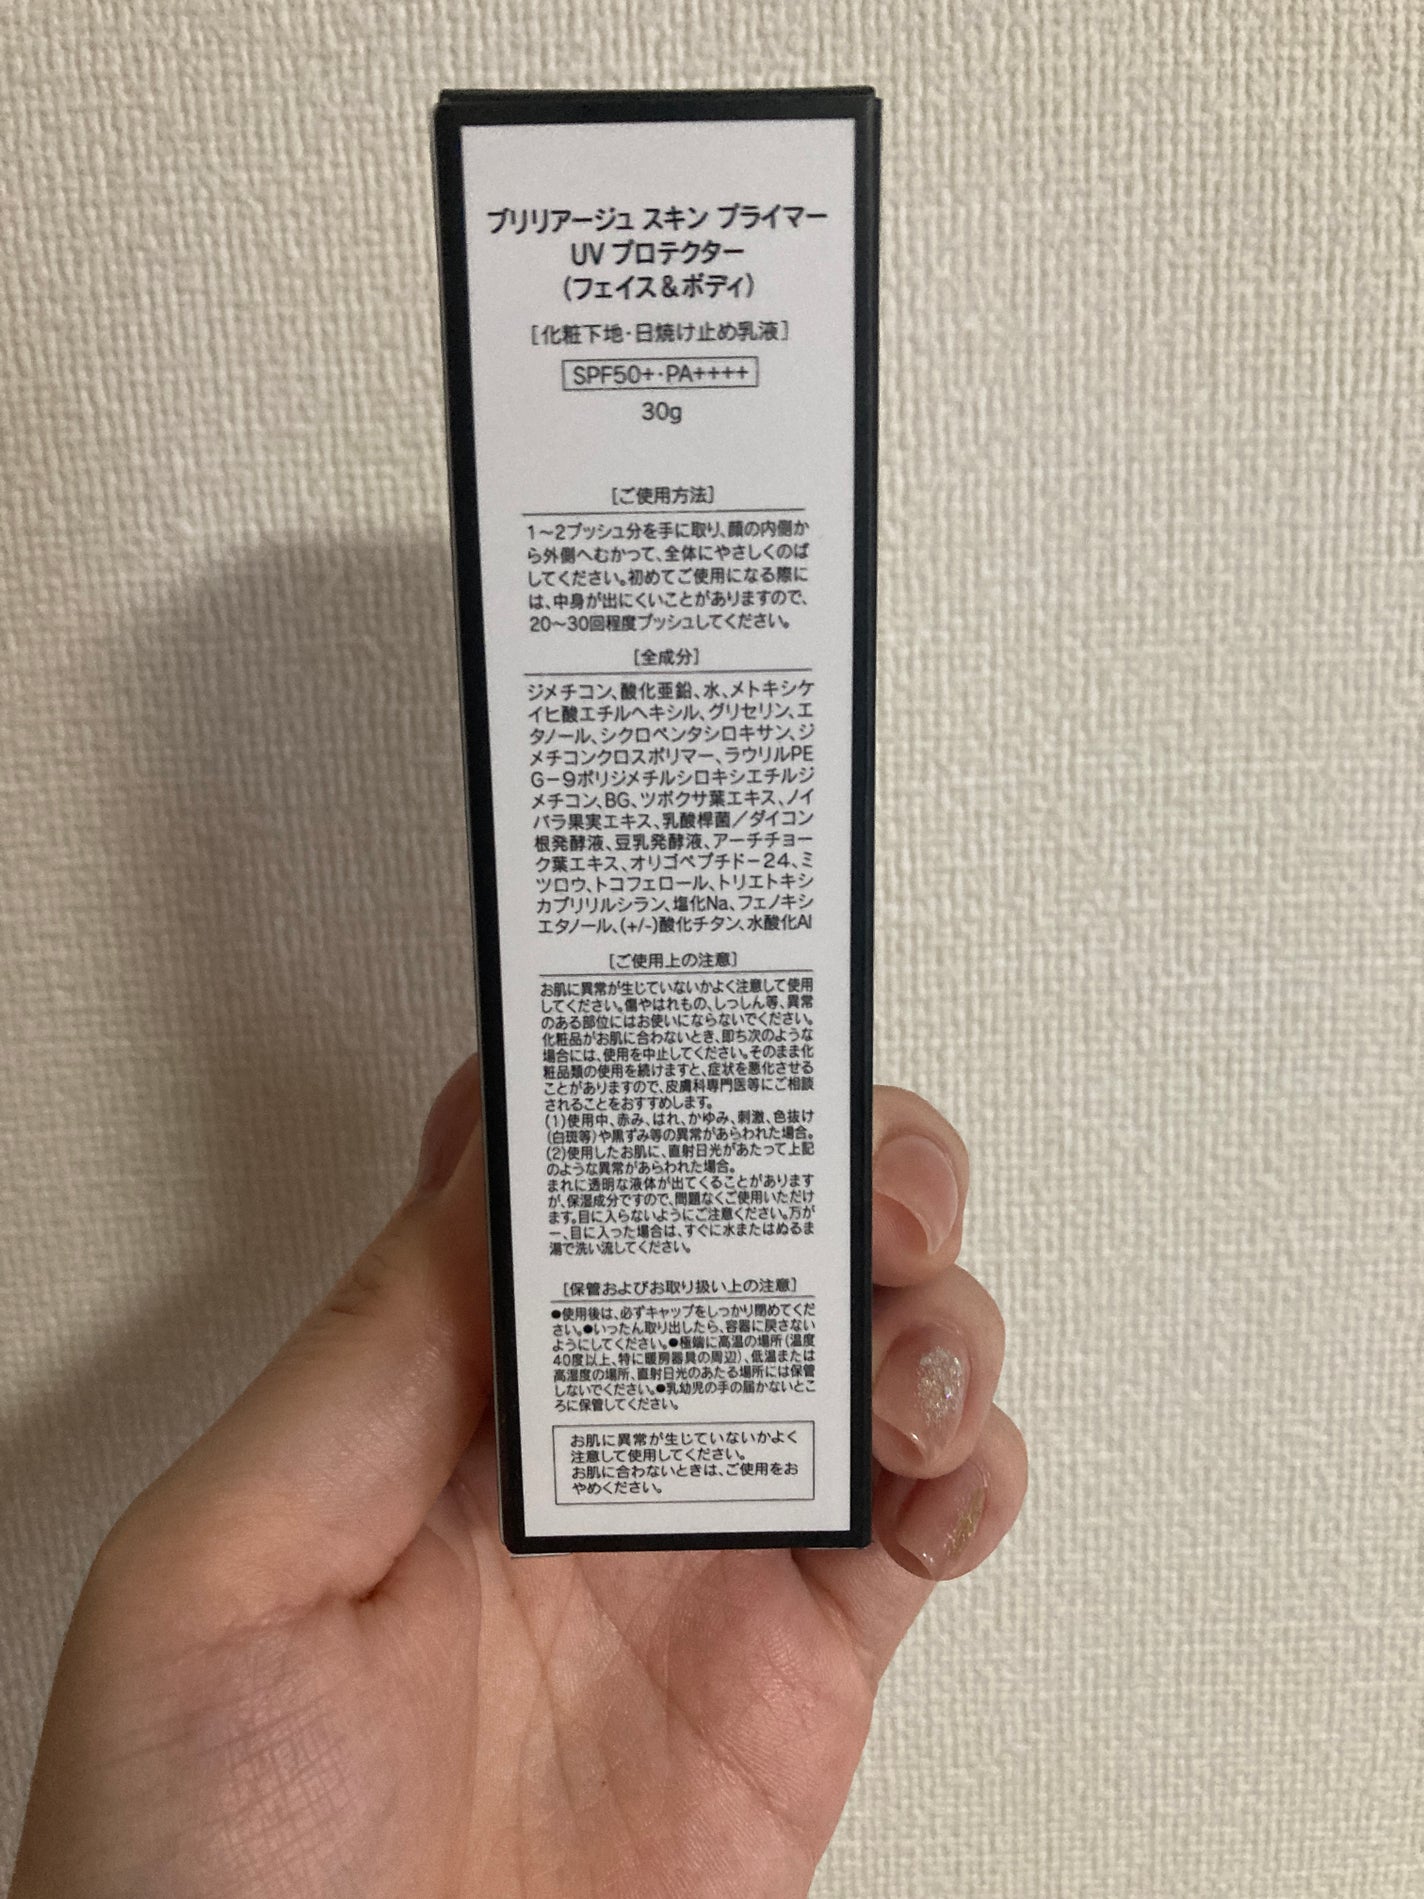 ブリリアージュ スキン プライマー
UV プロテクター
(フェイス&ボディ)
[化粧下地・日焼け止め乳液]
SPF50+・PA++++
30g
[ご使用方法]
1〜2プッシュ分を手に取り、顔の内側か
ら外側へむかって、全体にやさしくのば
してください。初めてご使用になる際に
は、中身が出にくいことがありますので、
20〜30回程度プッシュしてください。
[全成分]
ジメチコン、酸化亜鉛、水、メトキシケ
イヒ酸エチルヘキシル、グリセリン、エ
タノール、シクロペンタシロキサン、ジ
メチコンクロスポリマー、ラウリルPE
G-9ポリジメチルシロキシエチルジ
メチコン、BG、ツボクサ葉エキス、ノイ
バラ果実エキス、乳酸桿菌/ダイコン
根発酵液、豆乳発酵液、アーチチョー
ク葉エキス、オリゴペプチド-24、ミ
ツロウ、トコフェロール、トリエトキシ
カプリリルシラン、塩化Na、フェノキシ
エタノール、(+/-)酸化チタン、水酸化Al
[ご使用上の注意]
お肌に異常が生じていないかよく注意して使用
してください。傷やはれもの、しっしん等、異常
のある部位にはお使いにならないでください。
化粧品がお肌に合わないとき、即ち次のような
場合には、使用を中止してください。そのまま化
粧品類の使用を続けますと、症状を悪化させる
ことがありますので、皮膚科専門医等にご相談
されることをおすすめします。
(1)使用中、赤み、はれ、かゆみ、刺激、色抜け
(白斑等)や黒ずみ等の異常があらわれた場合。
(2)使用したお肌に、直射日光があたって上記
のような異常があらわれた場合。
まれに透明な液体が出てくることがあります
が、保湿成分ですので、問題なくご使用いただけ
ます。目に入らないようにご注意ください。万が
一、目に入った場合は、すぐに水またはぬるま
湯で洗い流してください。
[保管およびお取り扱い上の注意]
●使用後は、必ずキャップをしっかり閉めてくだ
さい。●いったん取り出したら、容器に戻さない
ようにしてください。●極端に高温の場所(温度
40度以上、特に暖房器具の周辺)、低温または
高湿度の場所、直射日光のあたる場所には保管
しないでください。●乳幼児の手の届かないとこ
ろに保管してください。
お肌に異常が生じていないかよく
注意して使用してください。
お肌に合わないときは、ご使用をお
やめください。